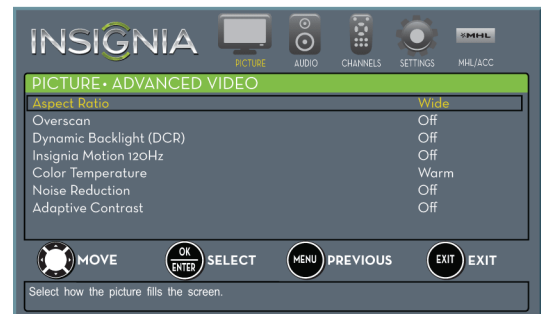 INSIGNIA
PICTURE AUDIO CHANNELS SETTINGS MHL MHL/ACC
PICTURE• ADVANCED VIDEO
Aspect Ratio Wide
Overscan Off
Dynamic Backlight (DCR) Off
Insignia Motion 120Hz Off
Color Temperature Warm
Noise Reduction Off
Adaptive Contrast Off
MOVE OK ENTER SELECT MENU PREVIOUS EXIT EXIT
Select how the picture fills the screen.